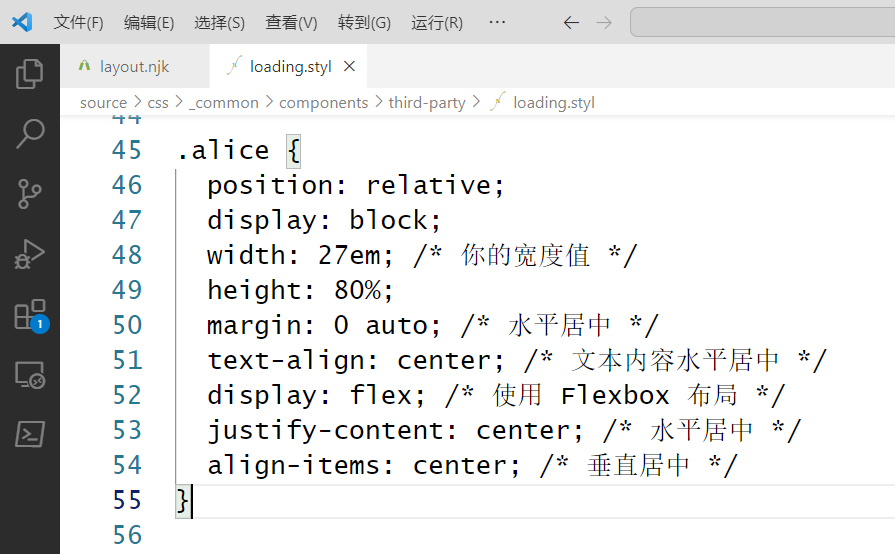 文件(F) 编辑(E) 选择(S) 查看(V) 转到(G) 运行(R) ··· ← →
layout.njk loading.styl ×
source > css > _common > components > third-party > loading.styl
44
45 .alice {
46 position: relative;
47 display: block;
48 width: 27em; /* 你的宽度值 */
49 height: 80%;
50 margin: 0 auto; /* 水平居中 */
51 text-align: center; /* 文本内容水平居中 */
52 display: flex; /* 使用 Flexbox 布局 */
53 justify-content: center; /* 水平居中 */
54 align-items: center; /* 垂直居中 */
55 }
56
1